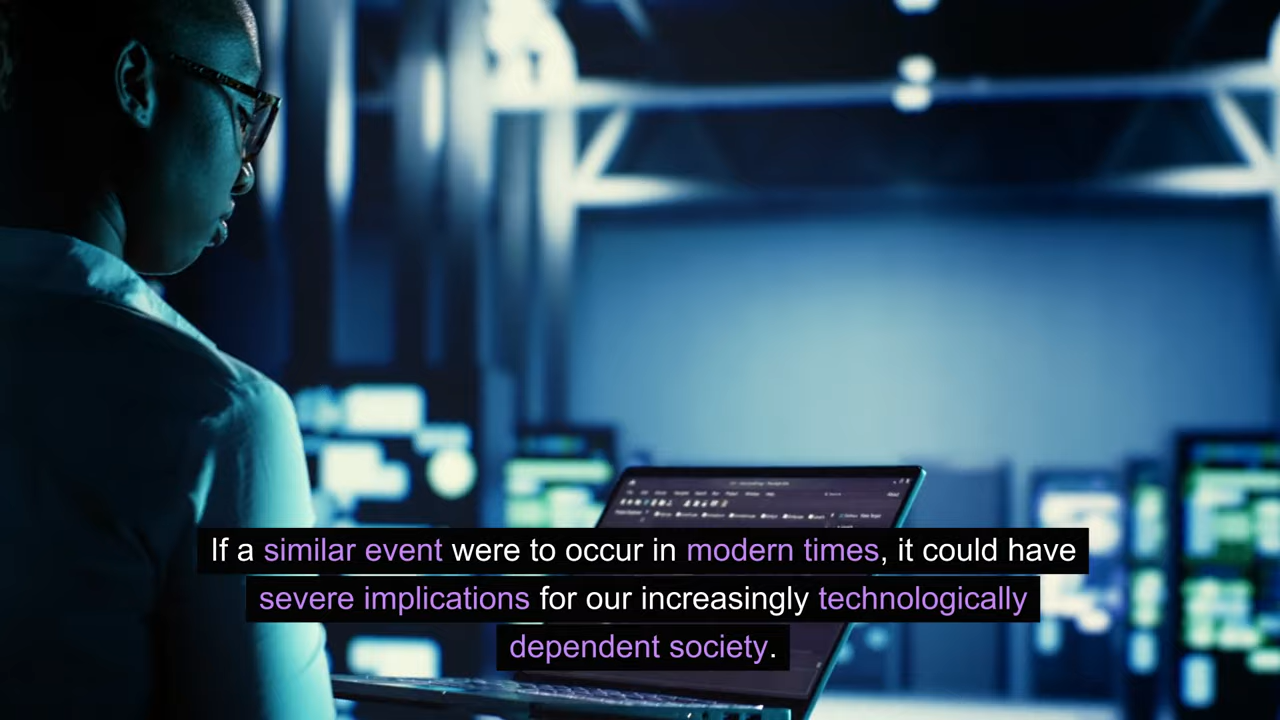 If a similar event were to occur in modern times, it could have
severe implications for our increasingly technologically
dependent society.